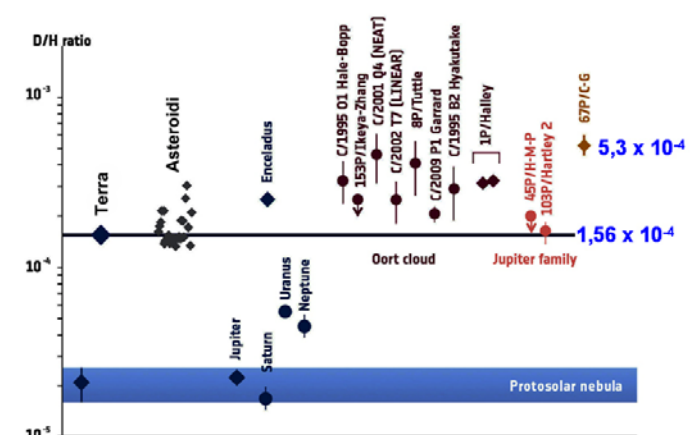 D/H ratio
10-3
10-4
10-5
Terra
Asteroidi
Enceladus
C/1995 O1 Hale-Bopp
153P/Ikeya-Zhang
C/2001 Q4 (NEAT)
C/2002 T7 (LINEAR)
8P/Tuttle
C/2009 P1 Garrard
C/1995 B2 Hyakutake
1P/Halley
45P/H-M-P
103P/Hartley 2
67P/C-G
5,3 x 10-4
1,56 x 10-4
Oort cloud
Jupiter family
Uranus
Neptune
Jupiter
Saturn
Protosolar nebula